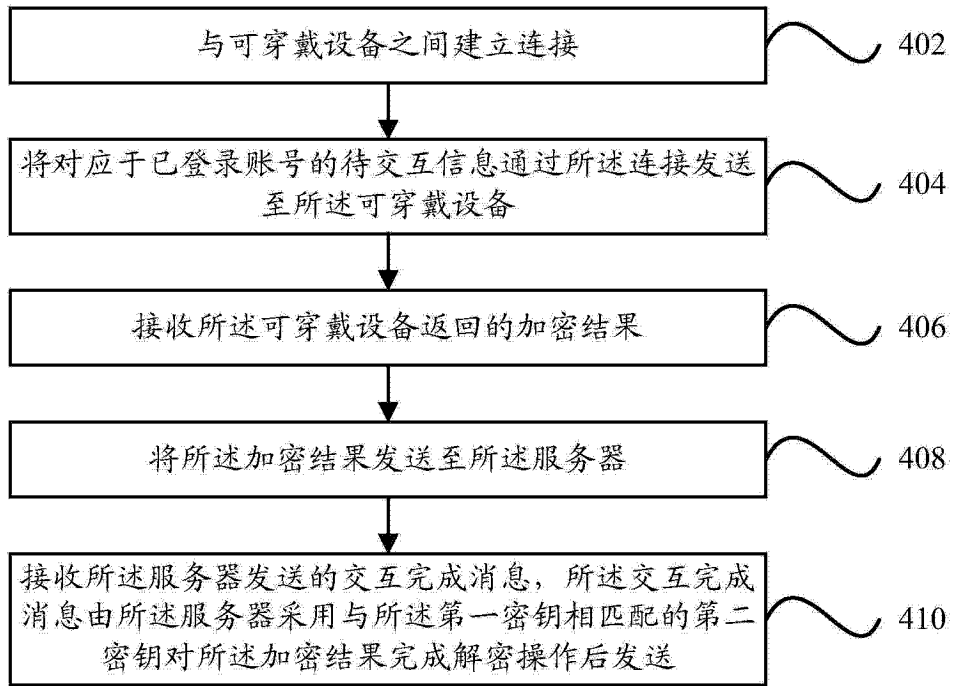 与可穿戴设备之间建立连接
402
将对应于已登录账号的待交互信息通过所述连接发送
至所述可穿戴设备
404
接收所述可穿戴设备返回的加密结果
406
将所述加密结果发送至所述服务器
408
接收所述服务器发送的交互完成消息，所述交互完成
消息由所述服务器采用与所述第一密钥相匹配的第二
密钥对所述加密结果完成解密操作后发送
410